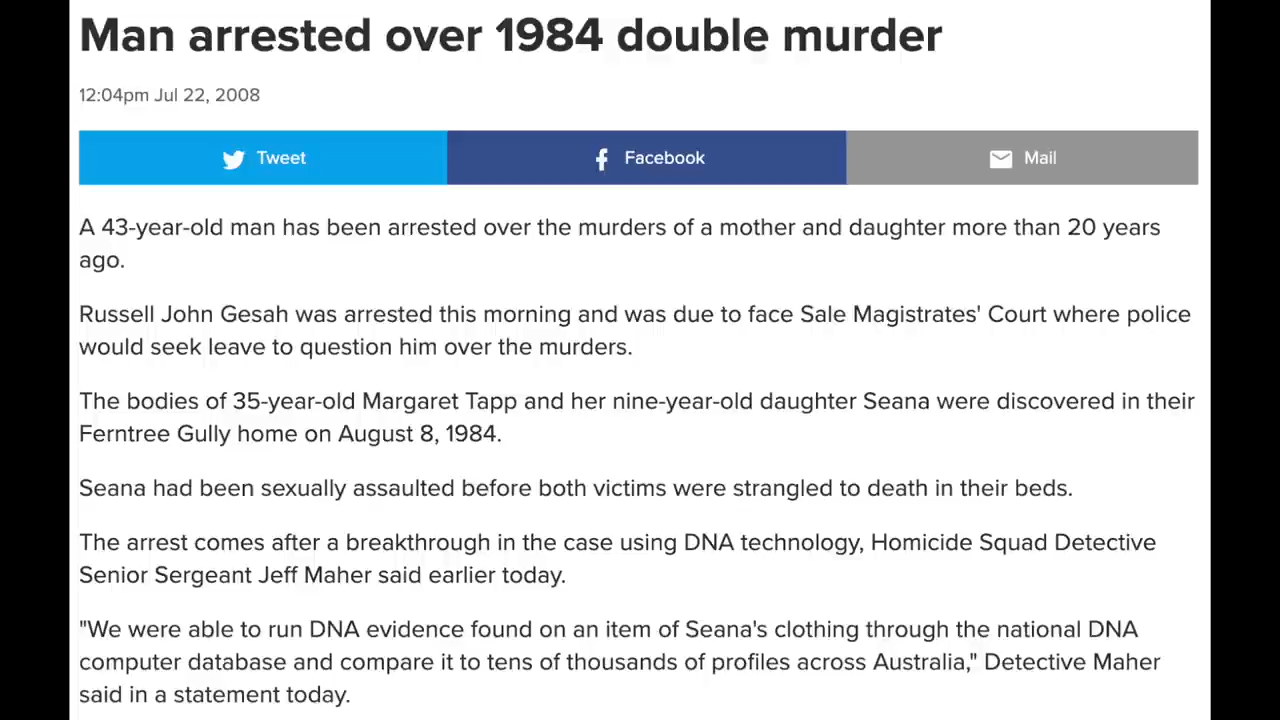 Man arrested over 1984 double murder
12:04pm Jul 22, 2008
Tweet
Facebook
Mail
A 43-year-old man has been arrested over the murders of a mother and daughter more than 20 years
ago.
Russell John Gesah was arrested this morning and was due to face Sale Magistrates' Court where police
would seek leave to question him over the murders.
The bodies of 35-year-old Margaret Tapp and her nine-year-old daughter Seana were discovered in their
Ferntree Gully home on August 8, 1984.
Seana had been sexually assaulted before both victims were strangled to death in their beds.
The arrest comes after a breakthrough in the case using DNA technology, Homicide Squad Detective
Senior Sergeant Jeff Maher said earlier today.
"We were able to run DNA evidence found on an item of Seana's clothing through the national DNA
computer database and compare it to tens of thousands of profiles across Australia," Detective Maher
said in a statement today.